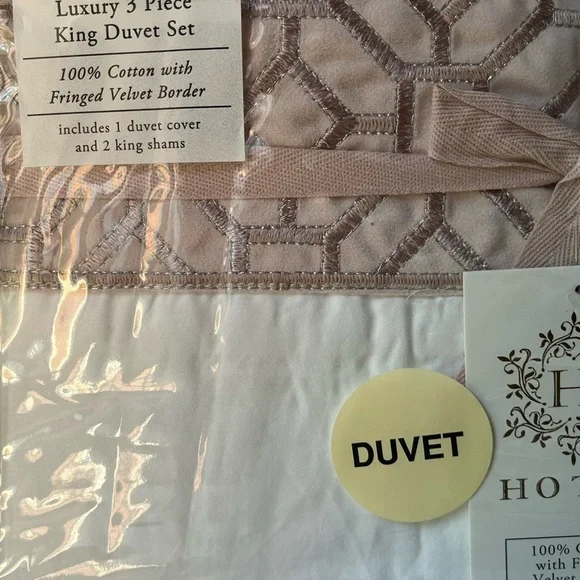 Luxury 3 Piece
King Duvet Set
100% Cotton with
Fringed Velvet Border
includes 1 duvet cover
and 2 king shams
DUVET
H
HOT
100%
with F
Velvet